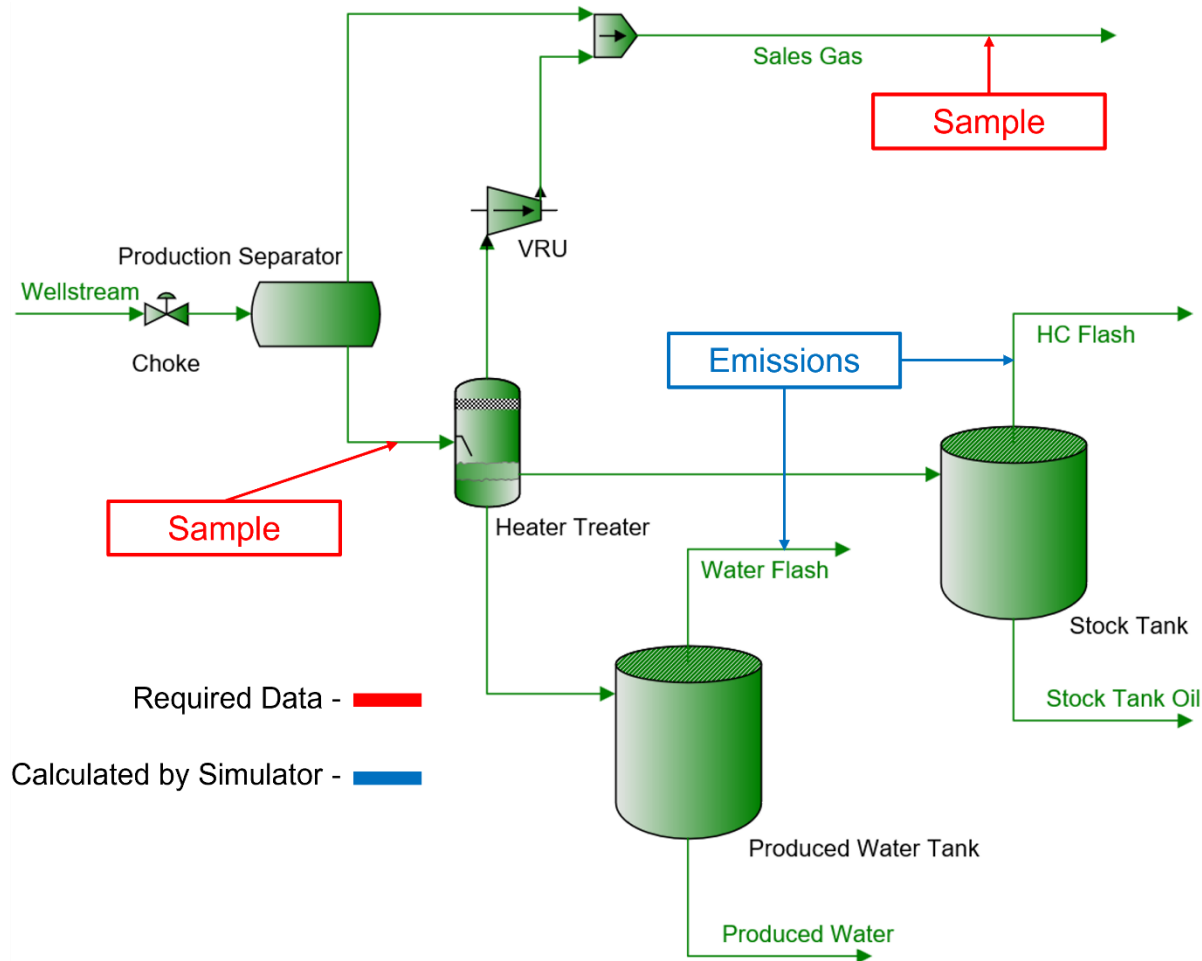 Sales Gas
Sample
VRU
Production Separator
Wellstream
Choke
HC Flash
Emissions
Sample
Heater Treater
Water Flash
Stock Tank
Required Data -
Stock Tank Oil
Calculated by Simulator -
Produced Water Tank
Produced Water